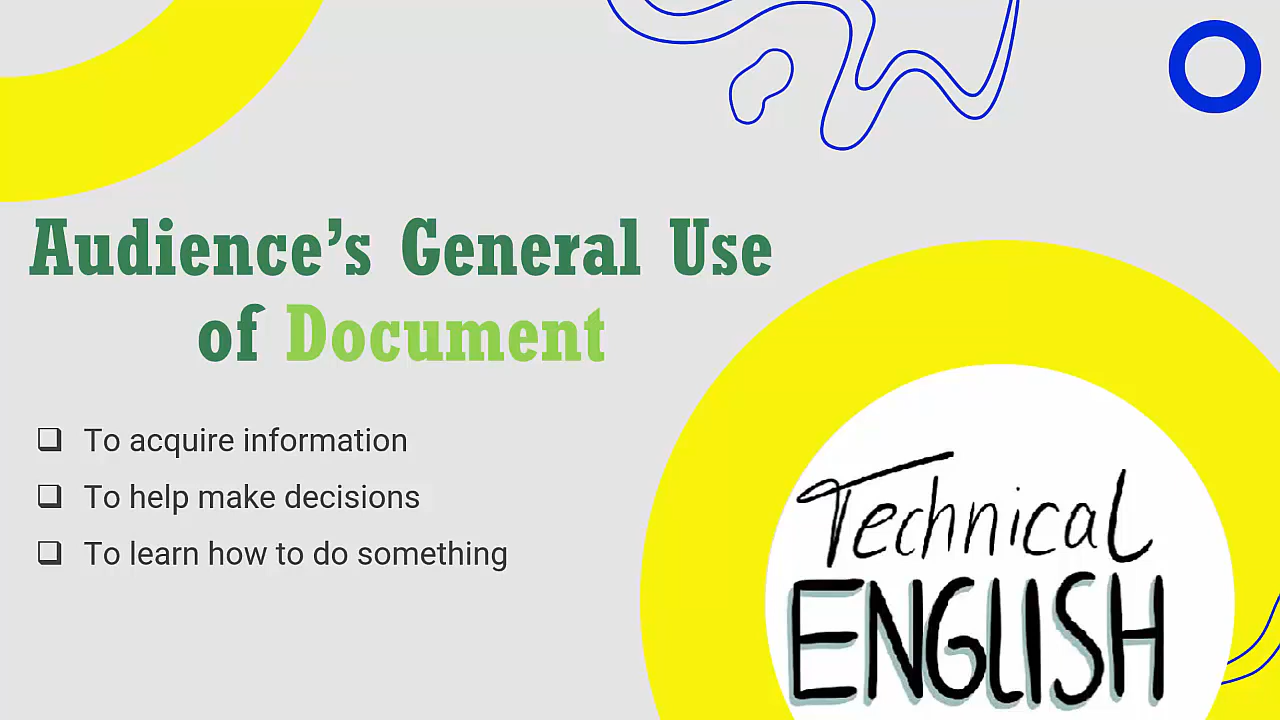 Audience’s General Use
of Document
❑ To acquire information
❑ To help make decisions
❑ To learn how to do something
Technical
ENGLISH